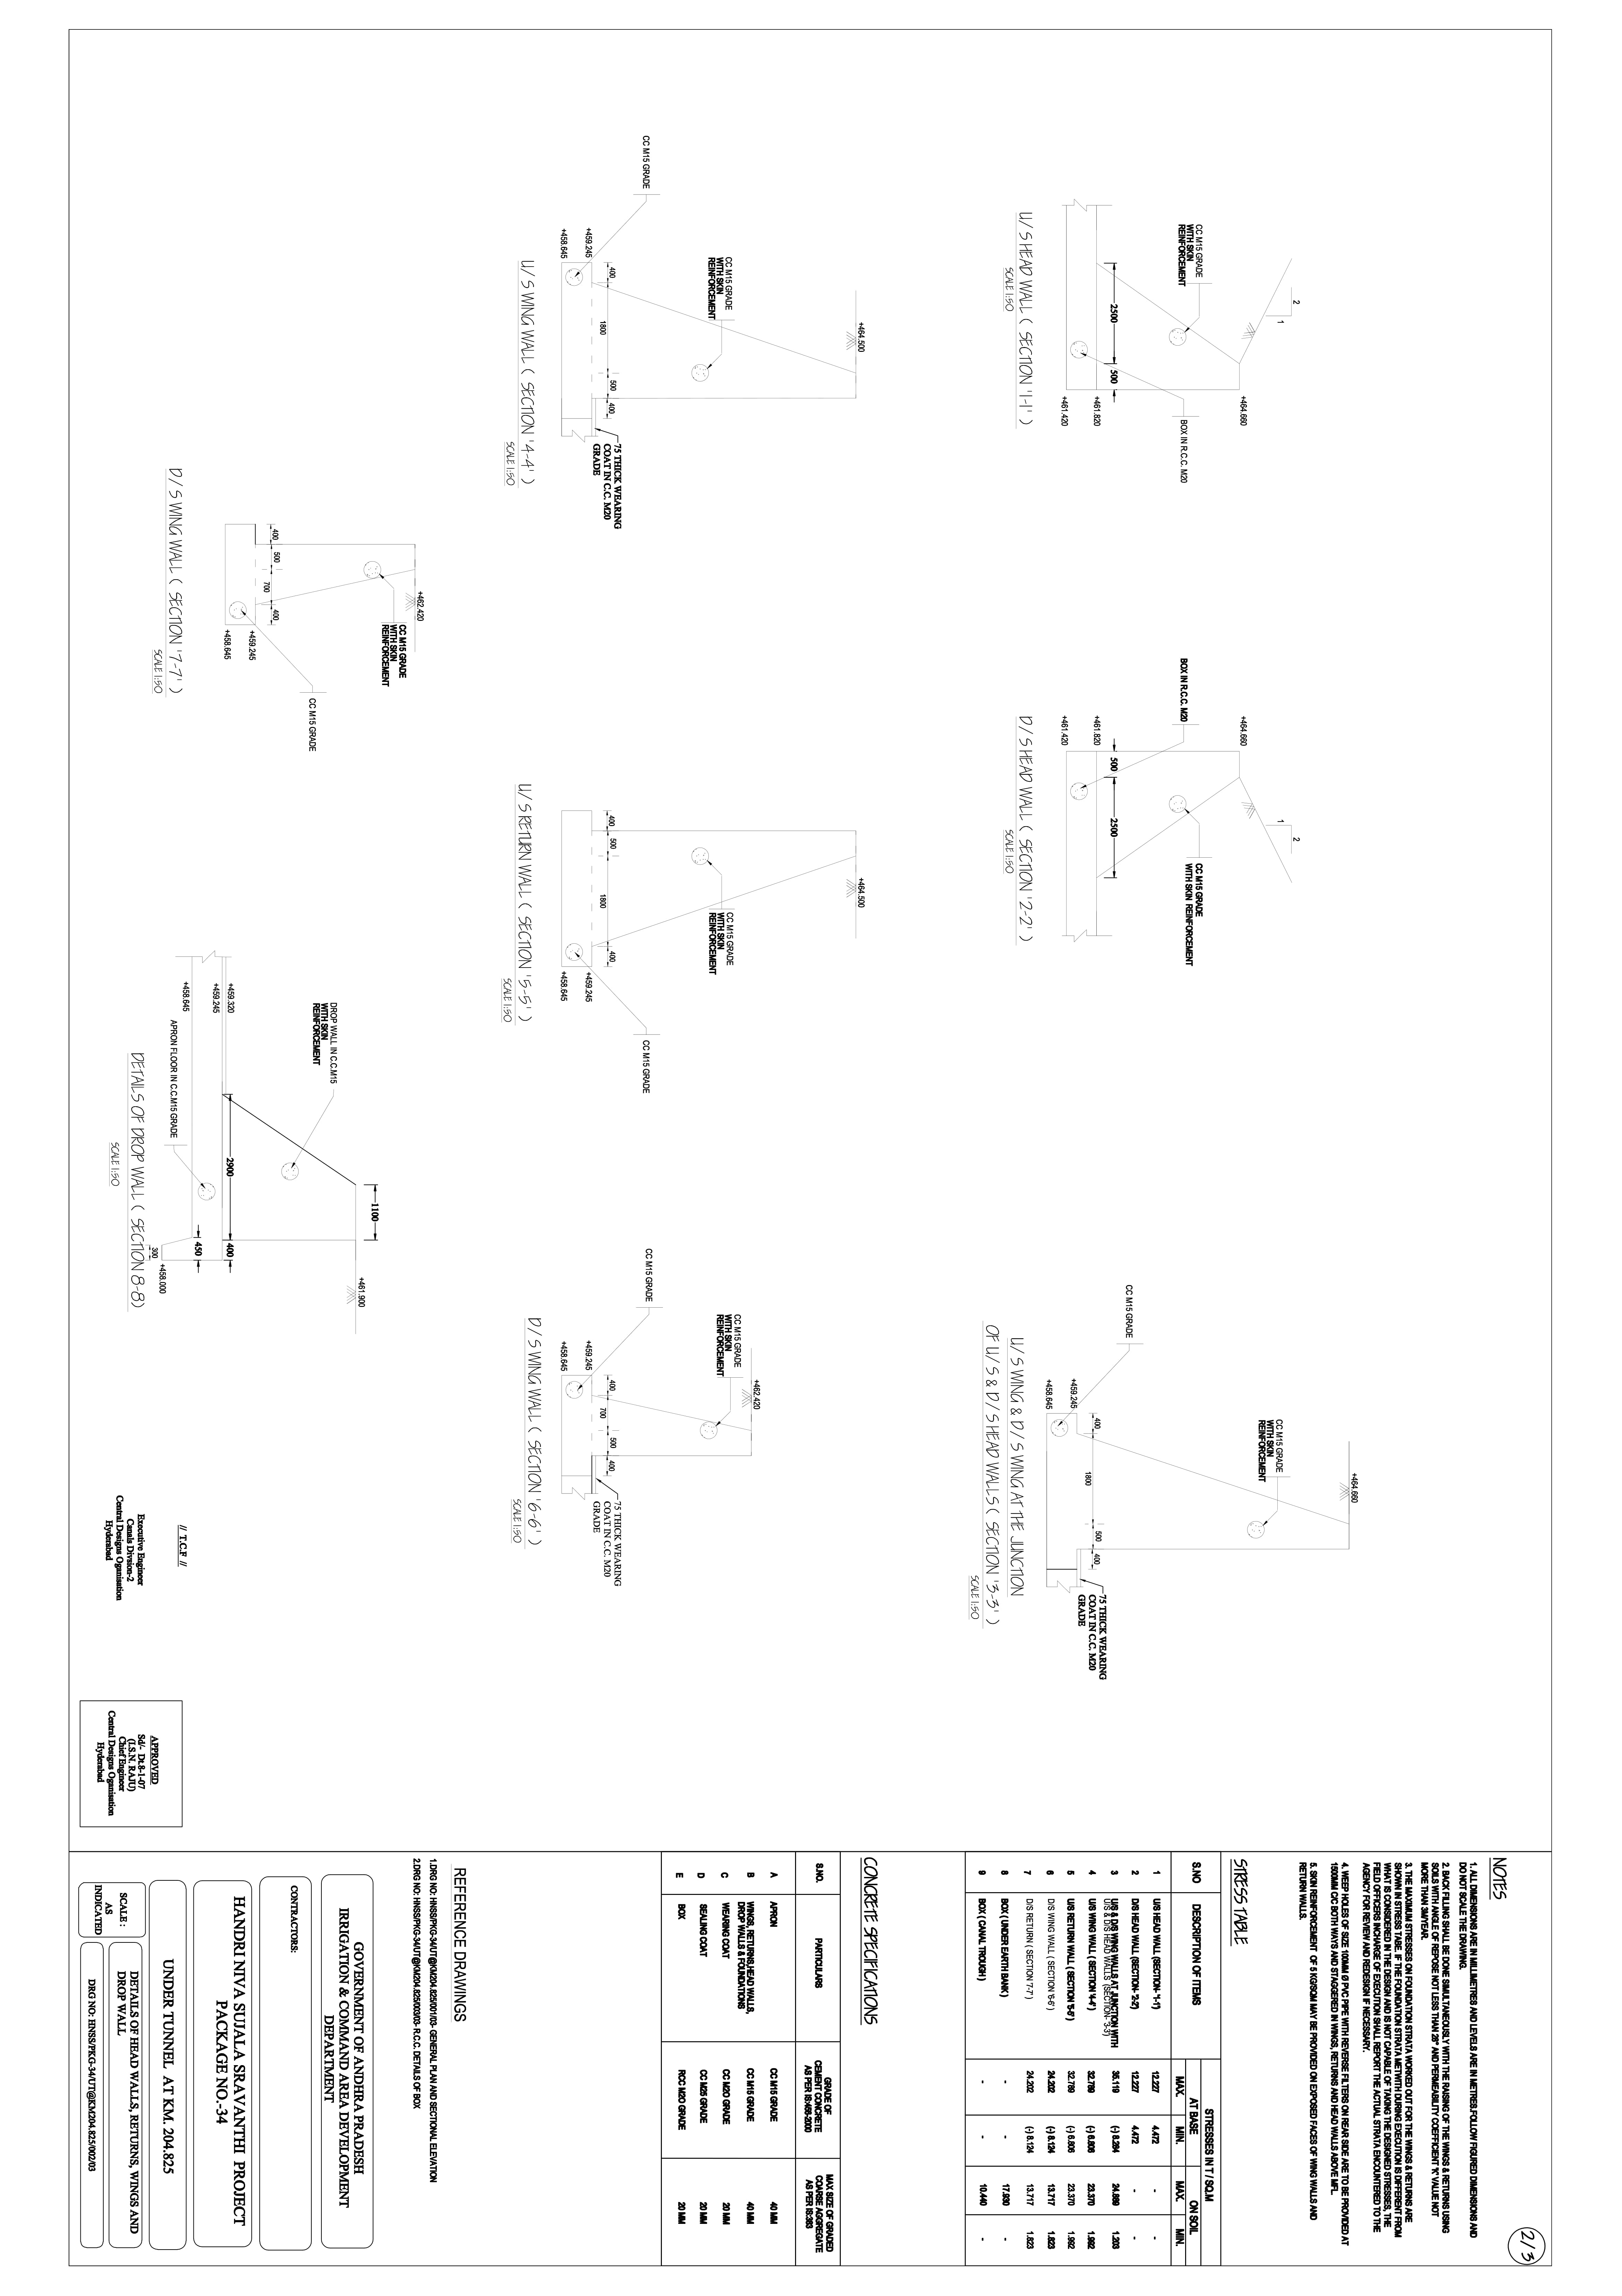 2/3
U/S HEAD WALL ( SECTION '1-1' )
SCALE 1:50
CC M15 GRADE
WITH SKIN
REINFORCEMENT
2
1
2500
500
+464.660
+461.820
+461.420
BOX IN R.C.C. M20
D/S HEAD WALL ( SECTION '2-2' )
SCALE 1:50
BOX IN R.C.C. M20
+464.660
+461.820
+461.420
500
2500
1
2
CC M15 GRADE
WITH SKIN REINFORCEMENT
U/S WING & D/S WING AT THE JUNCTION
OF U/S & D/S HEAD WALLS ( SECTION '3-3' )
SCALE 1:50
CC M15 GRADE
+459.245
+458.645
CC M15 GRADE
WITH SKIN
REINFORCEMENT
+464.660
400
1800
500
400
75 THICK WEARING
COAT IN C.C. M20
GRADE
U/S WING WALL ( SECTION '4-4' )
SCALE 1:50
CC M15 GRADE
+459.245
+458.645
CC M15 GRADE
WITH SKIN
REINFORCEMENT
+464.500
400
1800
500
400
75 THICK WEARING
COAT IN C.C. M20
GRADE
U/S RETURN WALL ( SECTION '5-5' )
SCALE 1:50
400
500
1800
400
+464.500
CC M15 GRADE
WITH SKIN
REINFORCEMENT
+459.245
+458.645
CC M15 GRADE
D/S WING WALL ( SECTION '6-6' )
SCALE 1:50
CC M15 GRADE
+459.245
+458.645
CC M15 GRADE
WITH SKIN
REINFORCEMENT
+462.420
400
700
500
400
75 THICK WEARING
COAT IN C.C. M20
GRADE
D/S WING WALL ( SECTION '7-7' )
SCALE 1:50
400
500
700
400
+462.420
CC M15 GRADE
WITH SKIN
REINFORCEMENT
+459.245
+458.645
CC M15 GRADE
DETAILS OF DROP WALL ( SECTION 8-8)
SCALE 1:50
DROP WALL IN C.C.M15
WITH SKIN
REINFORCEMENT
+459.320
+459.245
+458.645
APRON FLOOR IN C.C.M15 GRADE
2900
1100
400
450
300
+461.900
+458.000
// T.C.F //
Executive Engineer
Canals Division-2
Central Designs Oganisation
Hyderabad
APPROVED
Sd/- Dt.8-1-07
(I.S.N. RAJU)
Chief Engineer
Central Designs Oganisation
Hyderabad
NOTES
1. ALL DIMENSIONS ARE IN MILLIMETRES AND LEVELS ARE IN METRES.FOLLOW FIGURED DIMENSIONS AND
DO NOT SCALE THE DRAWING.
2. BACK FILLING SHALL BE DONE SIMULTANEOUSLY WITH THE RAISING OF THE WINGS & RETURNS USING
SOILS WITH ANGLE OF REPOSE NOT LESS THAN 28° AND PERMEABILITY COEFFICIENT 'K' VALUE NOT
MORE THAN 3M/YEAR.
3. THE MAXIMUM STRESSES ON FOUNDATION STRATA WORKED OUT FOR THE WINGS & RETURNS ARE
SHOWN IN STRESS TABE. IF THE FOUNDATION STRATA METWITH DURING EXECUTION IS DIFFERENT FROM
WHAT IS CONSIDERED IN THE DESIGN AND IS NOT CAPABLE OF TAKING THE DESIGNED STRESSES, THE
FIELD OFFICERS INCHARGE OF EXECUTION SHALL REPORT THE ACTUAL STRATA ENCOUNTERED TO THE
AGENCY FOR REVIEW AND REDESIGN IF NECESSARY.
4. WEEP HOLES OF SIZE 100MM Ø PVC PIPE WITH REVERSE FILTERS ON REAR SIDE ARE TO BE PROVIDED AT
1500MM C/C BOTH WAYS AND STAGGERED IN WINGS, RETURNS AND HEAD WALLS ABOVE MFL.
5. SKIN REINFORCEMENT OF 5 KG/SQM MAY BE PROVIDED ON EXPOSED FACES OF WING WALLS AND
RETURN WALLS.
STRESS TABLE
S.NO DESCRIPTION OF ITEMS STRESSES IN T / SQ.M
AT BASE ON SOIL
MAX. MIN. MAX. MIN.
1 U/S HEAD WALL (SECTION- '1-1') 12.227 4.472 - -
2 D/S HEAD WALL (SECTION- '2-2') 12.227 4.472 - -
3 U/S & D/S WING WALLS AT JUNCTION WITH
U/S & D/S HEAD WALLS (SECTION- '3-3') 35.119 (-) 8.284 24.889 1.203
4 U/S WING WALL ( SECTION '4-4') 32.789 (-) 6.806 23.370 1.992
5 U/S RETURN WALL ( SECTION '5-5') 32.789 (-) 6.806 23.370 1.992
6 D/S WING WALL ( SECTION '6-6') 24.202 (-) 8.124 13.717 1.823
7 D/S RETURN ( SECTION '7-7') 24.202 (-) 8.124 13.717 1.823
8 BOX ( UNDER EARTH BANK ) - - 17.930 -
9 BOX ( CANAL TROUGH ) - - 10.440 -
CONCRETE SPECIFICATIONS
S.NO. PARTICULARS GRADE OF
CEMENT CONCRETE
AS PER IS:456-2000 MAX SIZE OF GRADED
COARSE AGGREGATE
AS PER IS:383
A APRON CC M15 GRADE 40 MM
B WINGS, RETURNS,HEAD WALLS,
DROP WALLS & FOUNDATIONS CC M15 GRADE 40 MM
C WEARING COAT CC M20 GRADE 20 MM
D SEALING COAT CC M25 GRADE 20 MM
E BOX RCC M20 GRADE 20 MM
REFERENCE DRAWINGS
1.DRG NO: HNSS/PKG-34/UT@KM204.825/001/03- GENERAL PLAN AND SECTIONAL ELEVATION
2.DRG NO: HNSS/PKG-34/UT@KM204.825/003/03- R.C.C. DETAILS OF BOX
GOVERNMENT OF ANDHRA PRADESH
IRRIGATION & COMMAND AREA DEVELOPMENT
DEPARTMENT
CONTRACTORS:
HANDRI NIVA SUJALA SRAVANTHI PROJECT
PACKAGE NO.-34
UNDER TUNNEL AT KM. 204.825
SCALE :
AS
INDICATED
DETAILS OF HEAD WALLS, RETURNS, WINGS AND
DROP WALL
DRG NO: HNSS/PKG-34/UT@KM204.825/002/03